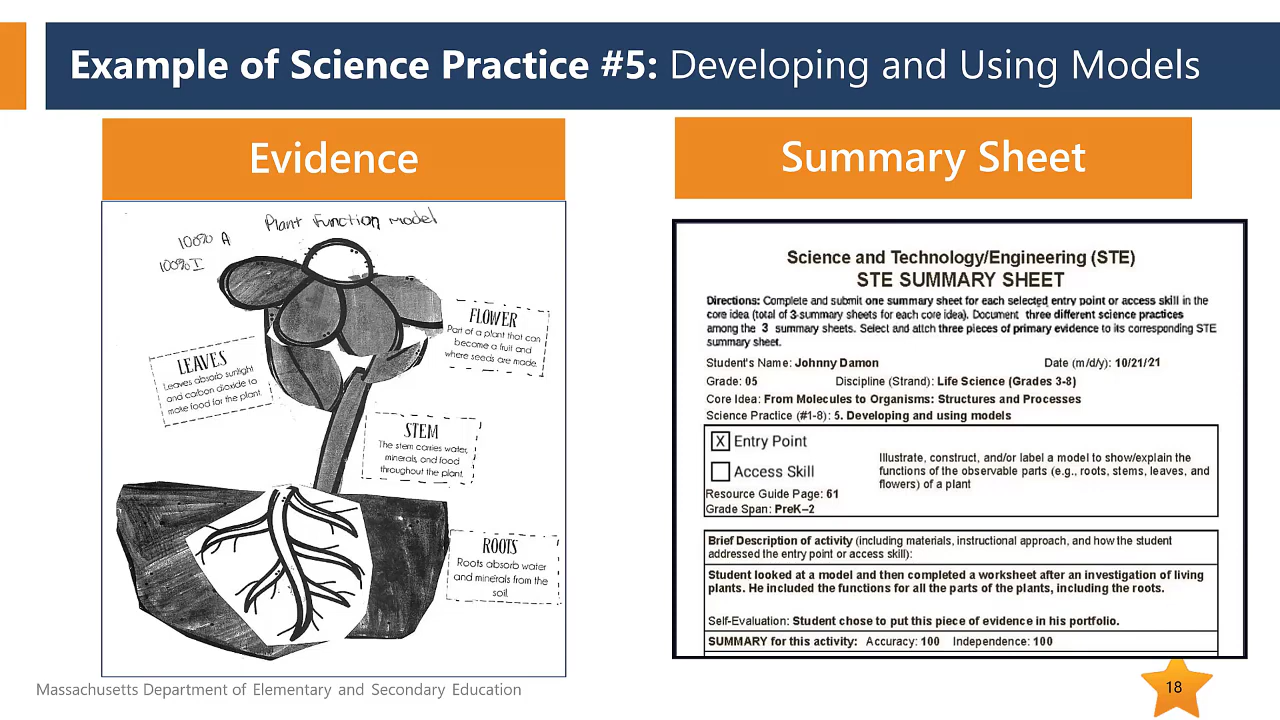 Example of Science Practice #5: Developing and Using Models
Evidence
Plant Function Model
100% A
100% I
FLOWER
Part of a plant that can
become a fruit and
where seeds are made.
LEAVES
Leaves absorb sunlight
and carbon dioxide to
make food for the plant.
STEM
The stem carries water,
minerals, and food
throughout the plant.
ROOTS
Roots absorb water
and minerals from the
soil.
Summary Sheet
Science and Technology/Engineering (STE)
STE SUMMARY SHEET
Directions: Complete and submit one summary sheet for each selected entry point or access skill in the
core idea (total of 3-summary sheets for each core idea). Document three different science practices
among the 3 summary sheets. Select and attch three pieces of primary evidence to its corresponding STE
summary sheet.
Student's Name: Johnny Damon Date (m/d/y): 10/21/21
Grade: 05 Discipline (Strand): Life Science (Grades 3-8)
Core Idea: From Molecules to Organisms: Structures and Processes
Science Practice (#1-8): 5. Developing and using models
X Entry Point
Access Skill
Illustrate, construct, and/or label a model to show/explain the
functions of the observable parts (e.g., roots, stems, leaves, and
flowers) of a plant
Resource Guide Page: 61
Grade Span: PreK–2
Brief Description of activity (including materials, instructional approach, and how the student
addressed the entry point or access skill):
Student looked at a model and then completed a worksheet after an investigation of living
plants. He included the functions for all the parts of the plants, including the roots.
Self-Evaluation: Student chose to put this piece of evidence in his portfolio.
SUMMARY for this activity: Accuracy: 100 Independence: 100
Massachusetts Department of Elementary and Secondary Education
18